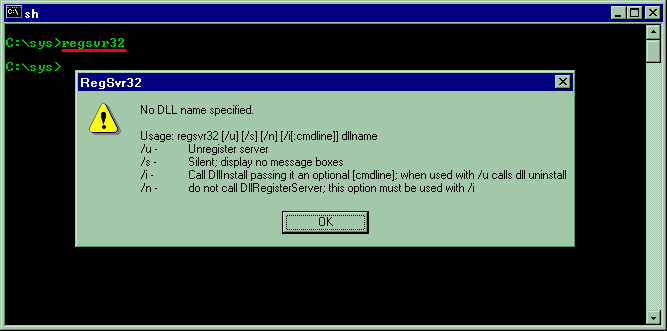 sh
C:\sys>regsvr32
C:\sys>
RegSvr32
No DLL name specified.
Usage: regsvr32 [/u] [/s] [/n] [/i[:cmdline]] dllname
/u - Unregister server
/s - Silent; display no message boxes
/i - Call DllInstall passing it an optional [cmdline]; when used with /u calls dll uninstall
/n - do not call DllRegisterServer; this option must be used with /i
OK